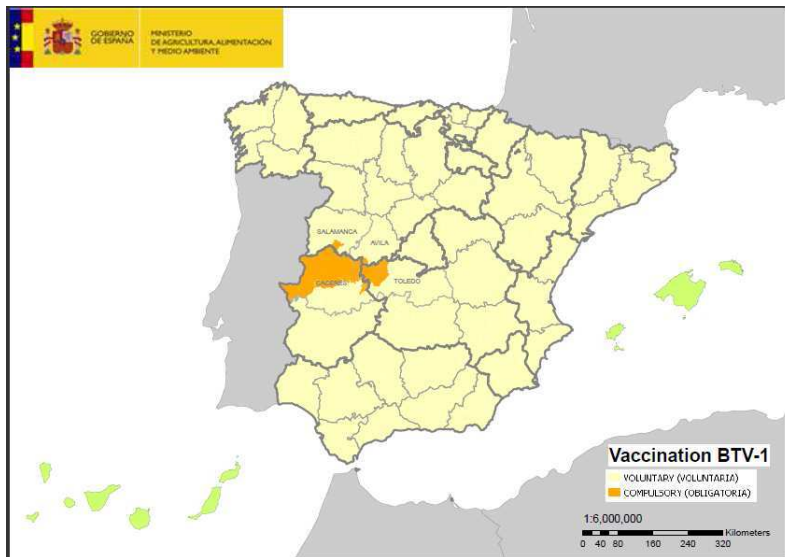 GOBIERNO
DE ESPAÑA
MINISTERIO
DE AGRICULTURA, ALIMENTACIÓN
Y MEDIO AMBIENTE
SALAMANCA
AVILA
CACERES
TOLEDO
Vaccination BTV-1
VOLUNTARY (VOLUNTARIA)
COMPULSORY (OBLIGATORIA)
1:6,000,000
Kilometers
0 40 80 160 240 320